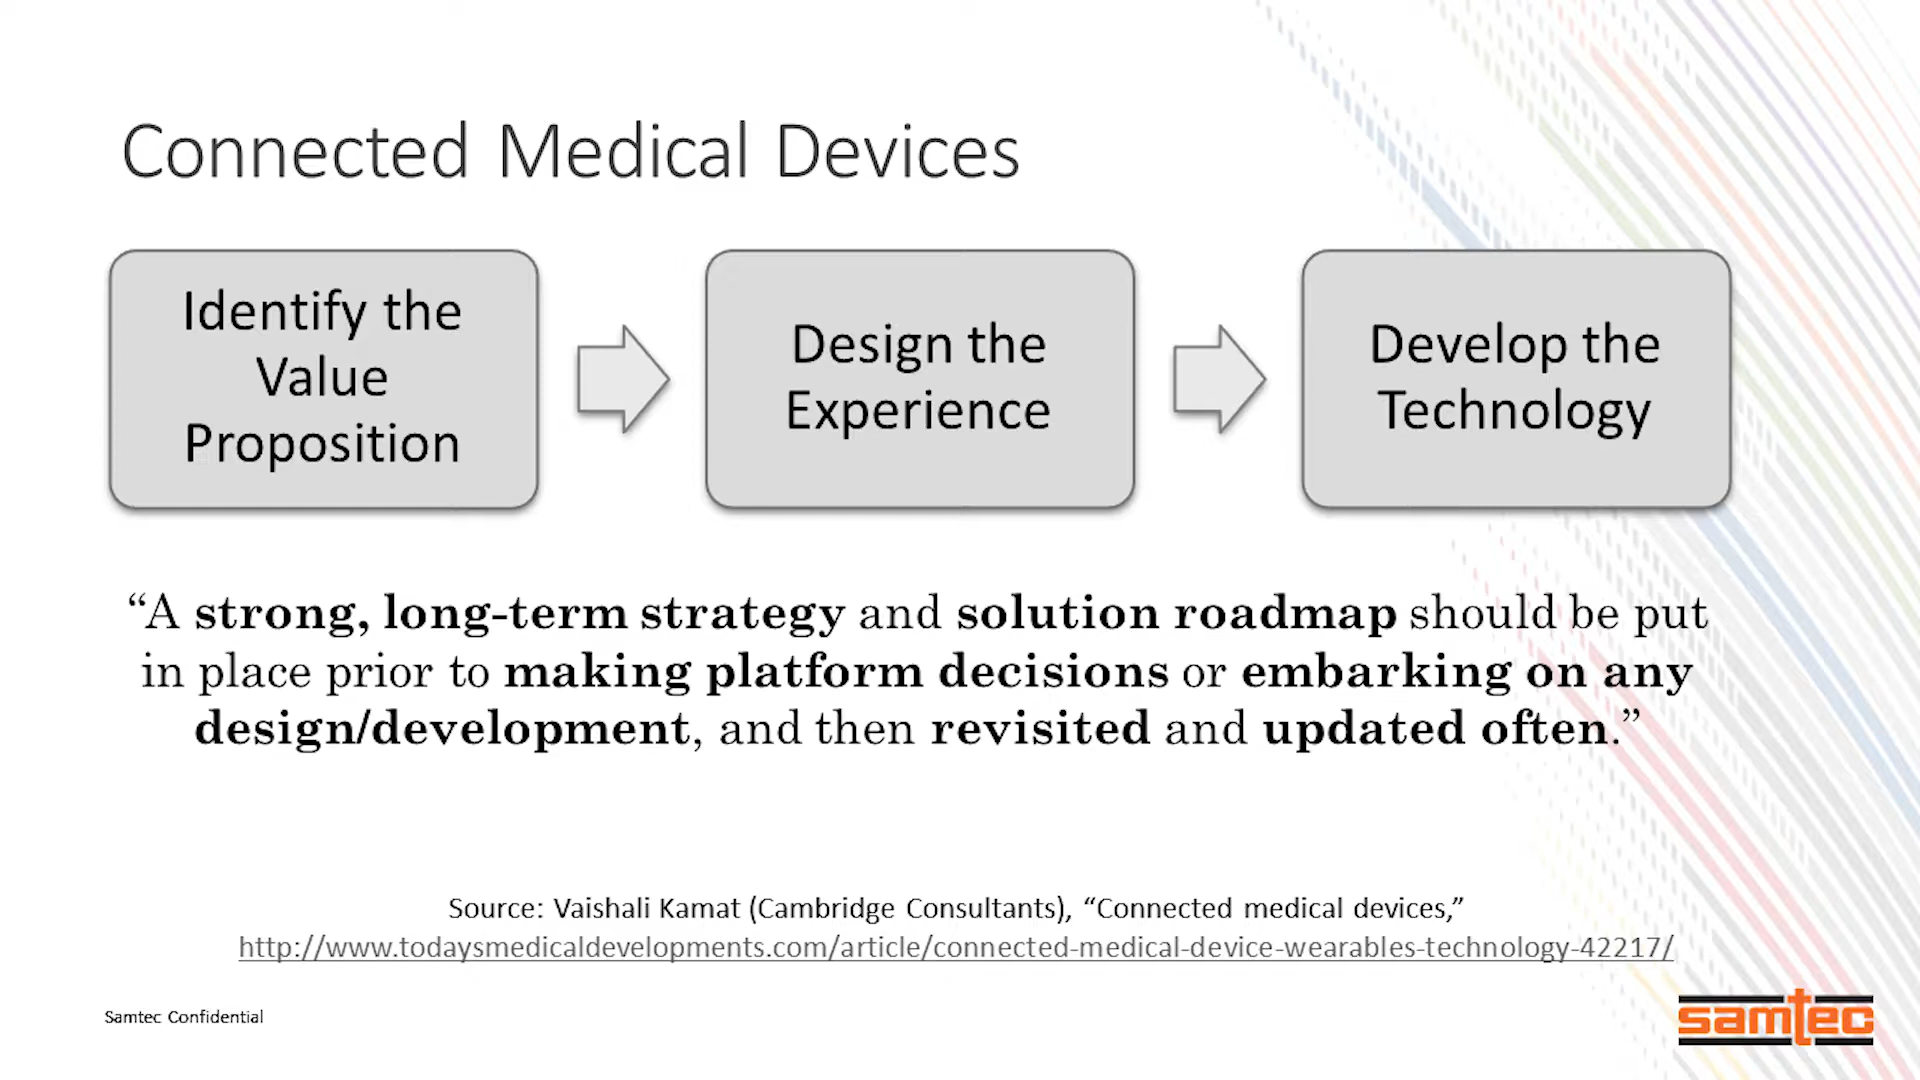 Connected Medical Devices
Identify the
Value
Proposition
Design the
Experience
Develop the
Technology
“A strong, long-term strategy and solution roadmap should be put
in place prior to making platform decisions or embarking on any
design/development, and then revisited and updated often.”
Source: Vaishali Kamat (Cambridge Consultants), “Connected medical devices,”
http://www.todaysmedicaldevelopments.com/article/connected-medical-device-wearables-technology-42217/
Samtec Confidential
samtec